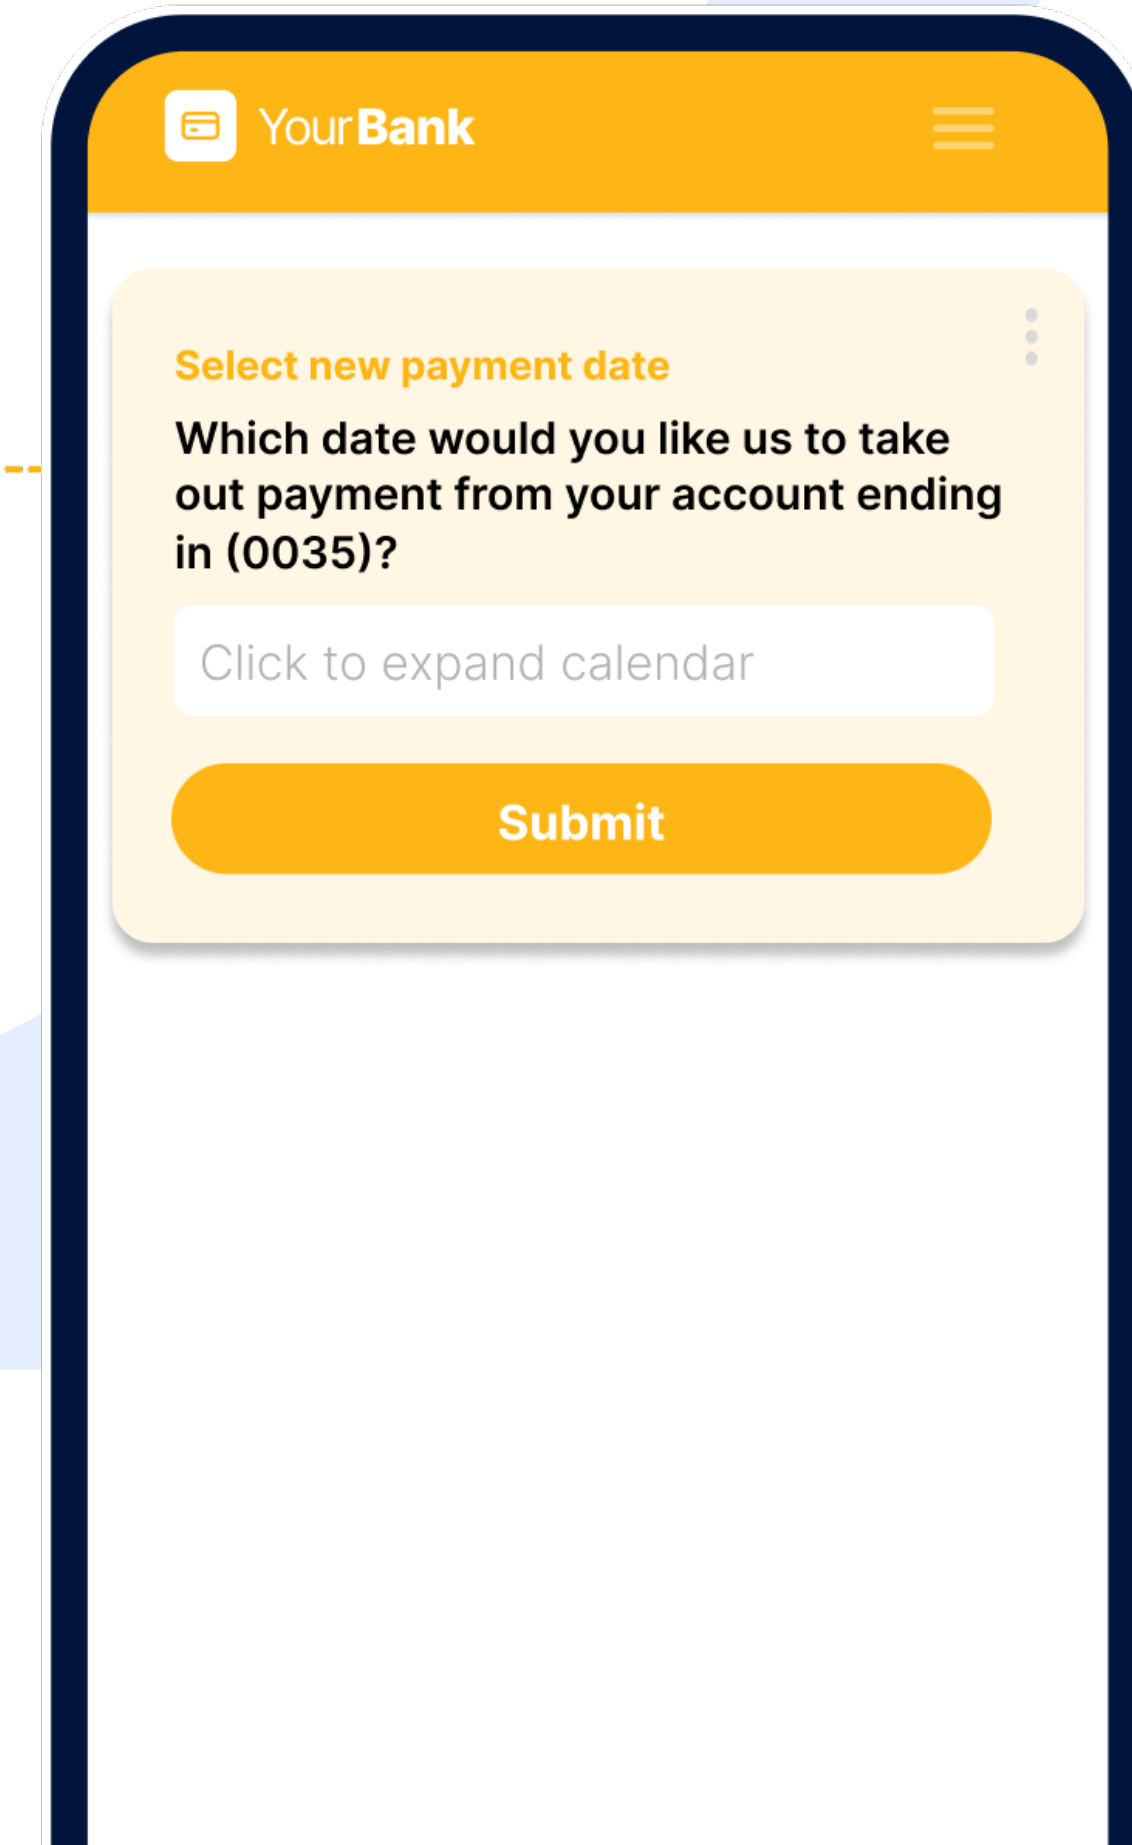 YourBank
Select new payment date
Which date would you like us to take
out payment from your account ending
in (0035)?
Click to expand calendar
Submit